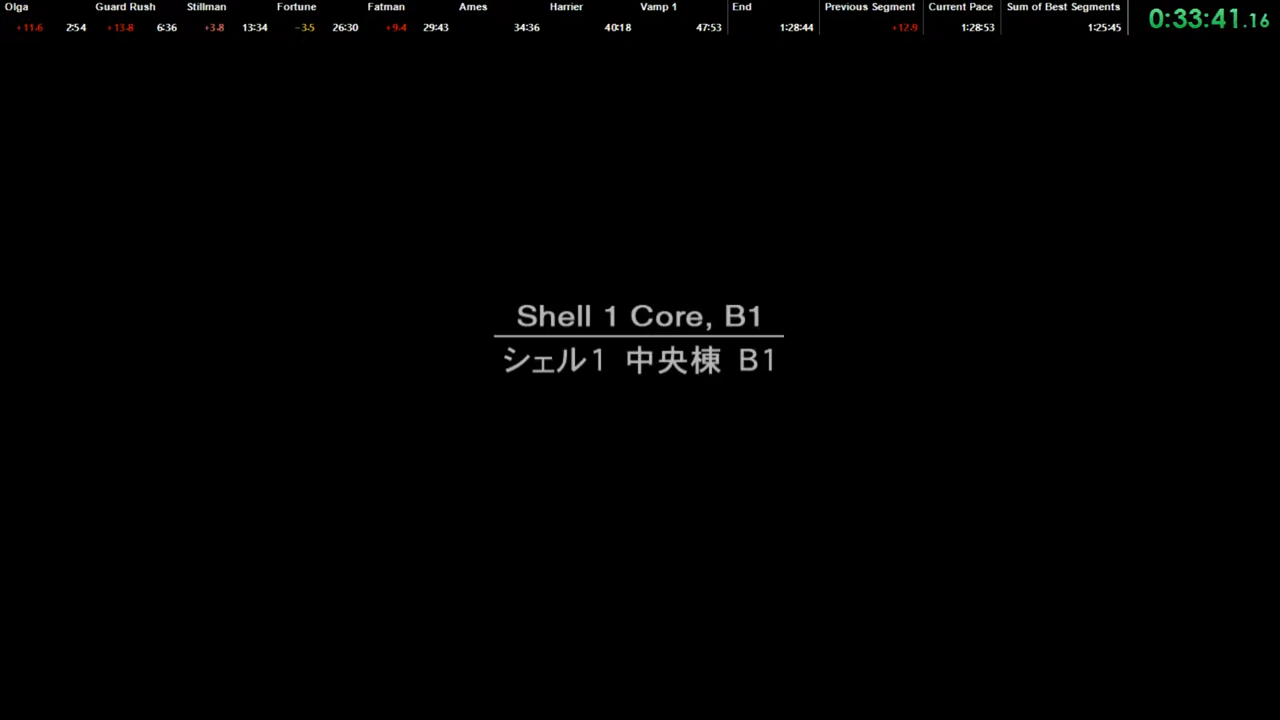 Olga Guard Rush Stillman Fortune Fatman Ames Harrier Vamp 1 End Previous Segment Current Pace Sum of Best Segments 0:33:41.16
+11.6 2:54 +13.8 6:36 +3.8 13:34 −3.5 26:30 +9.4 29:43 34:36 40:18 47:53 1:28:44 +12.9 1:28:53 1:25:45
Shell 1 Core, B1
シェル1 中央棟 B1